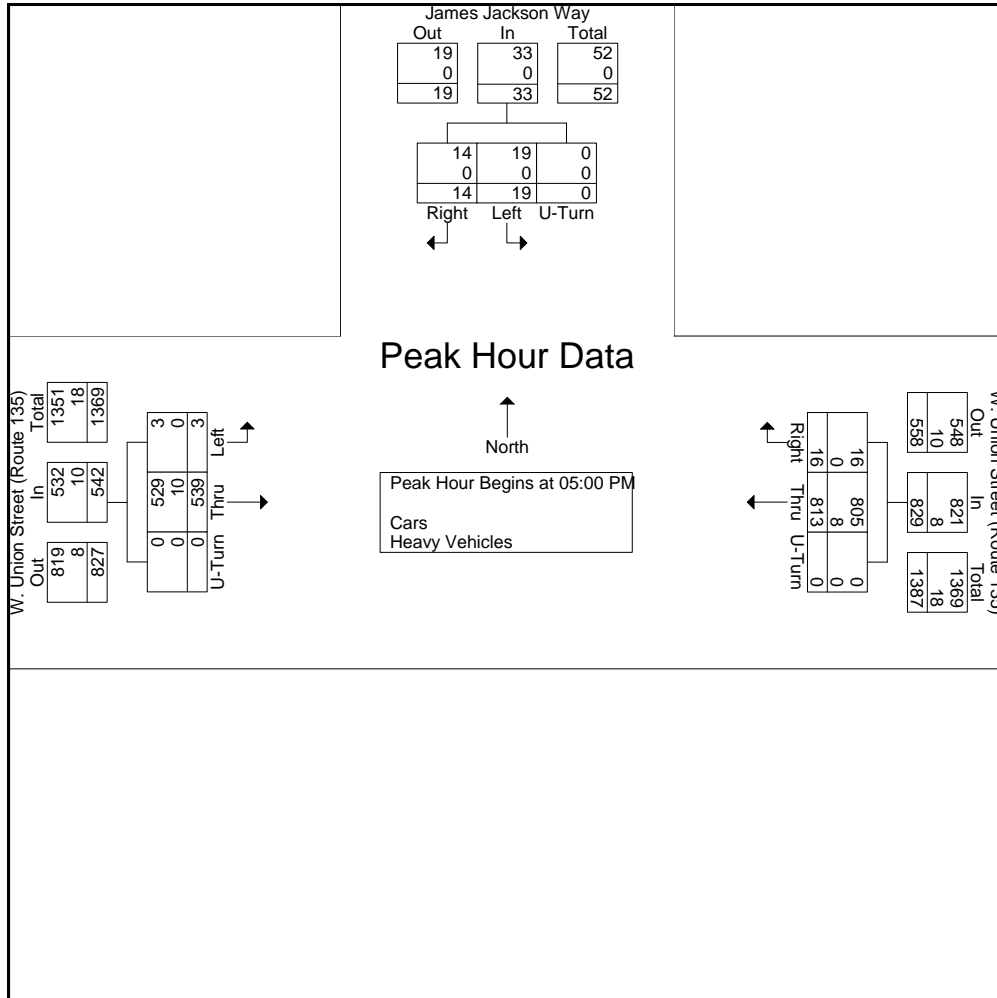 James Jackson Way
Out In Total
19 33 52
0 0 0
19 33 52
14 19 0
0 0 0
14 19 0
Right Left U-Turn
Peak Hour Data
North
Peak Hour Begins at 05:00 PM
Cars
Heavy Vehicles
W. Union Street (Route 135)
Out In Total
819 532 1351
8 10 18
827 542 1369
U-Turn Thru Left
0 529 3
0 10 0
0 539 3
W. Union Street (Route 135)
Out In Total
548 821 1369
10 8 18
558 829 1387
16 805 0
0 8 0
16 813 0
Right Thru U-Turn